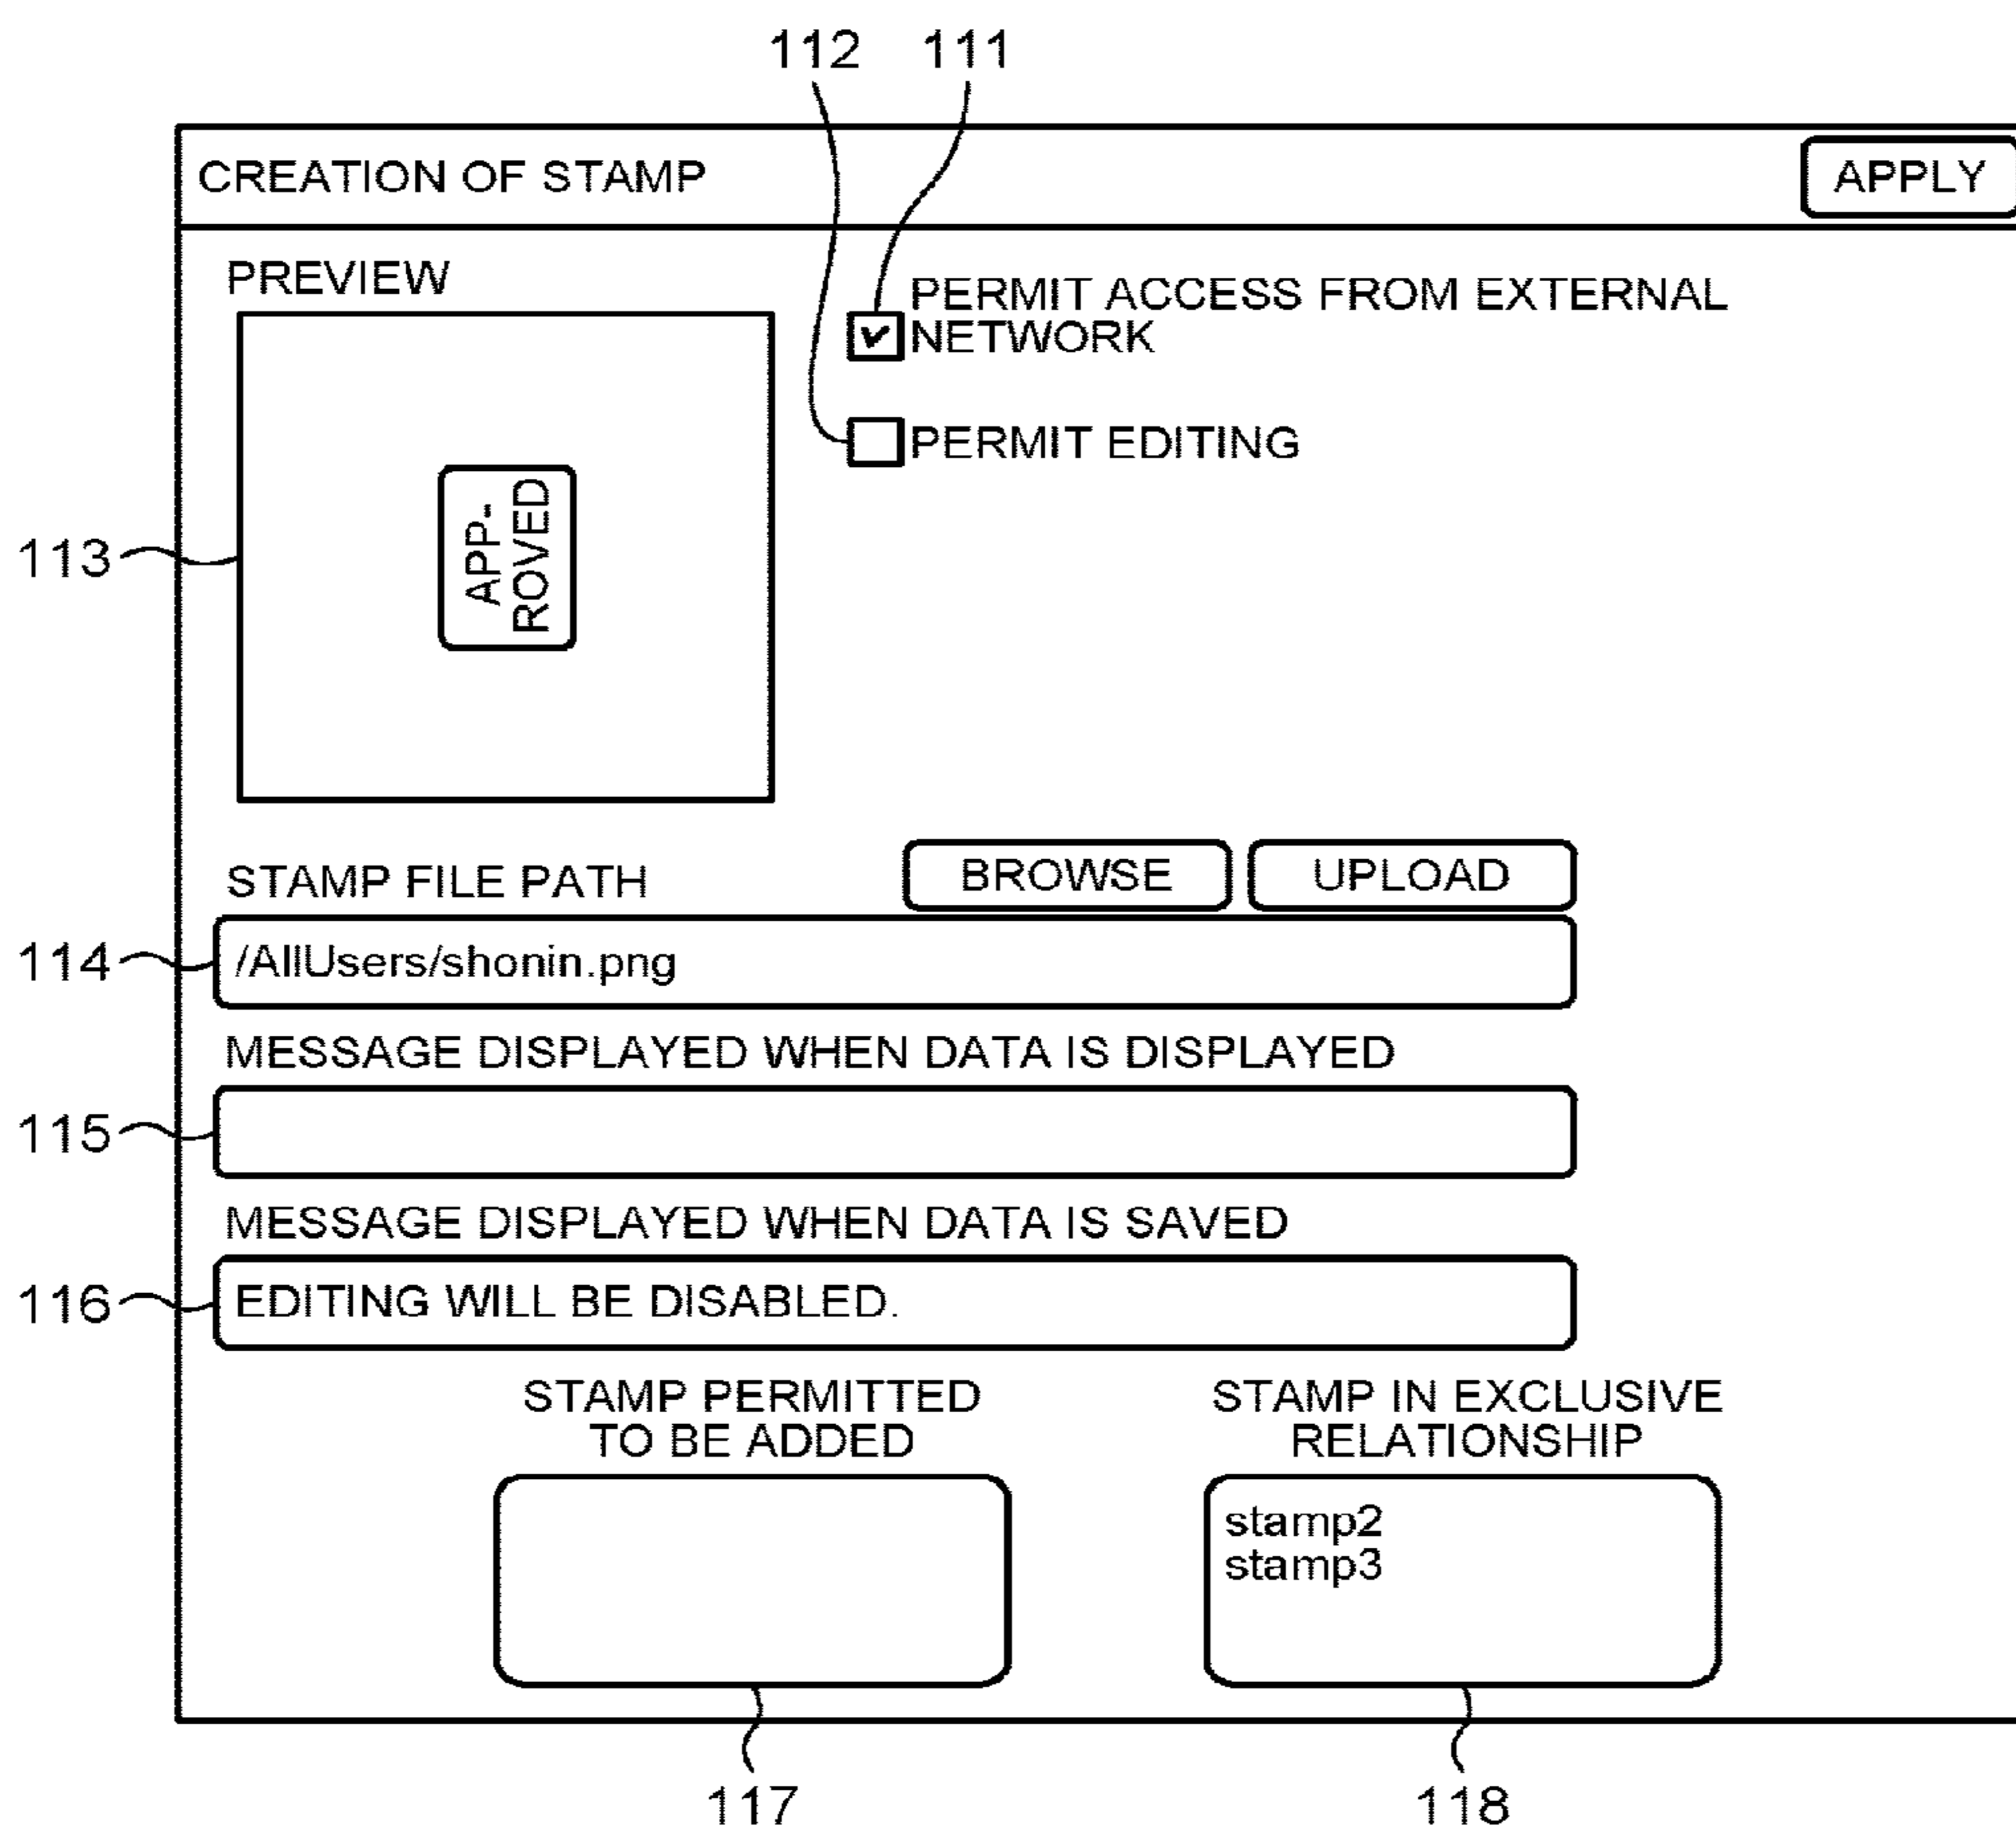 112 111
CREATION OF STAMP
APPLY
PREVIEW
PERMIT ACCESS FROM EXTERNAL
NETWORK
PERMIT EDITING
113
APP-
ROVED
STAMP FILE PATH
BROWSE
UPLOAD
114
/AllUsers/shonin.png
MESSAGE DISPLAYED WHEN DATA IS DISPLAYED
115
MESSAGE DISPLAYED WHEN DATA IS SAVED
116
EDITING WILL BE DISABLED.
STAMP PERMITTED
TO BE ADDED
STAMP IN EXCLUSIVE
RELATIONSHIP
stamp2
stamp3
117
118